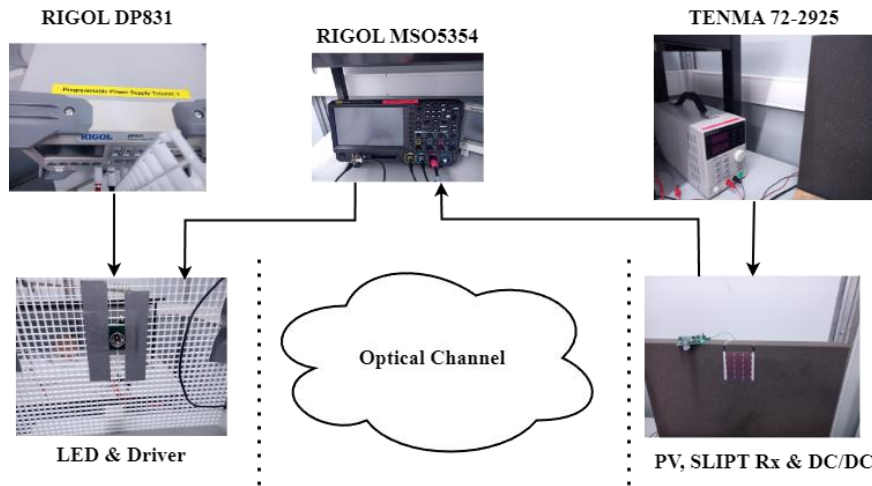 RIGOL DP831
RIGOL MSO5354
TENMA 72-2925
Programmable Power Supply Tutorial: 1
RIGOL DP831
Optical Channel
LED & Driver
PV, SLIPT Rx & DC/DC